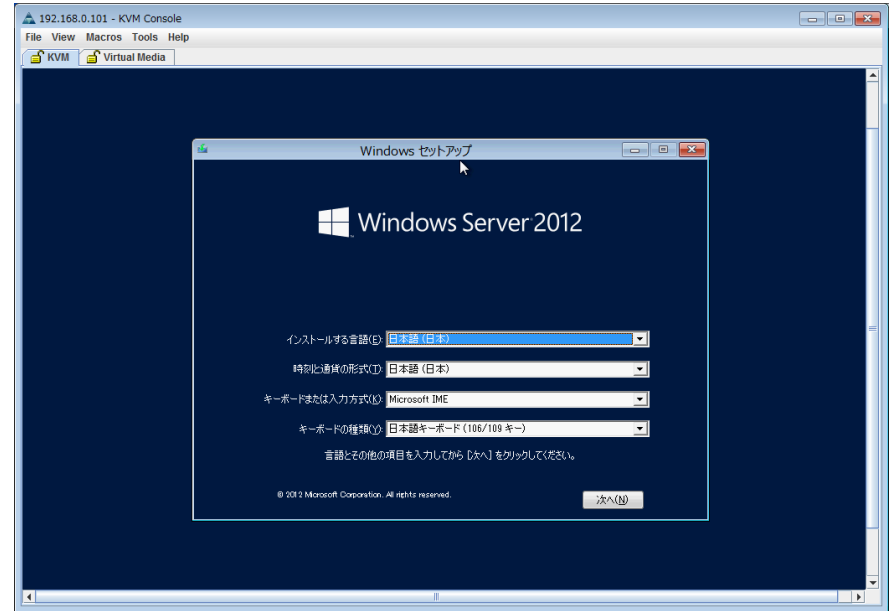 192.168.0.101 - KVM Console
File View Macros Tools Help
KVM Virtual Media
Windows セットアップ
Windows Server 2012
インストールする言語(E): 日本語 (日本)
時刻と通貨の形式(T): 日本語 (日本)
キーボードまたは入力方式(K): Microsoft IME
キーボードの種類(Y): 日本語キーボード (106/109 キー)
言語とその他の項目を入力してから [次へ] をクリックしてください。
© 2012 Microsoft Corporation. All rights reserved.
次へ(N)